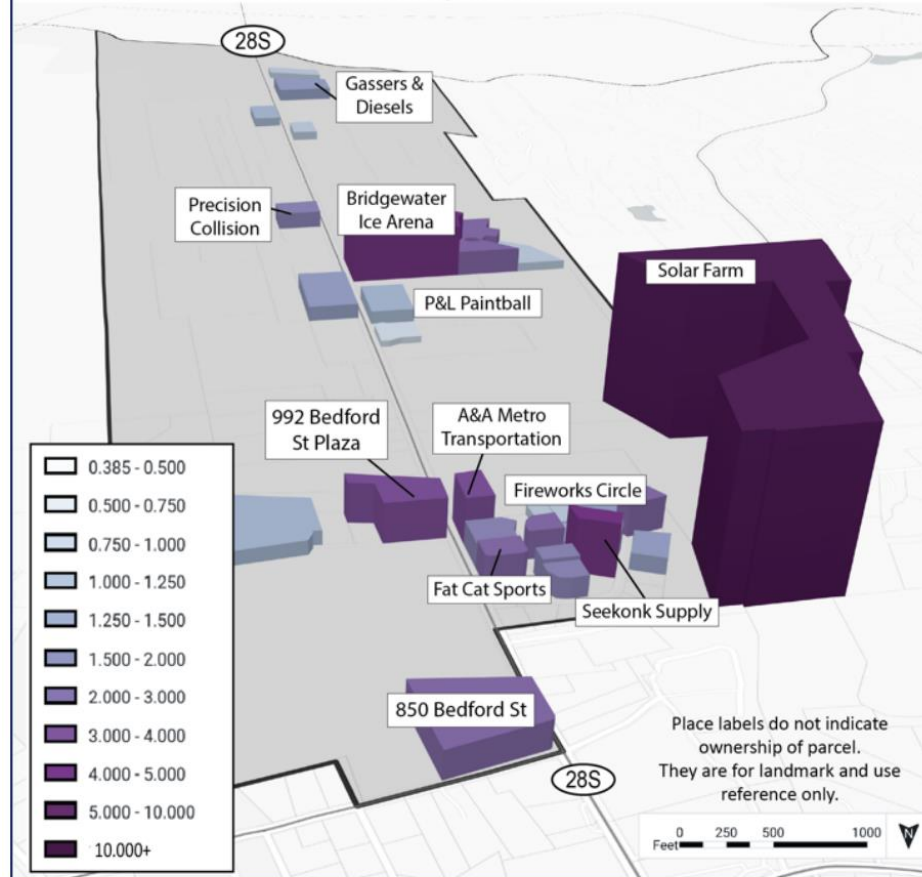 28S
Gassers &
Diesels
Precision
Collision
Bridgewater
Ice Arena
Solar Farm
P&L Paintball
992 Bedford
St Plaza
A&A Metro
Transportation
Fireworks Circle
Fat Cat Sports
Seekonk Supply
850 Bedford St
28S
0.385 - 0.500
0.500 - 0.750
0.750 - 1.000
1.000 - 1.250
1.250 - 1.500
1.500 - 2.000
2.000 - 3.000
3.000 - 4.000
4.000 - 5.000
5.000 - 10.000
10.000+
Place labels do not indicate
ownership of parcel.
They are for landmark and use
reference only.
0 250 500 1000
Feet
N